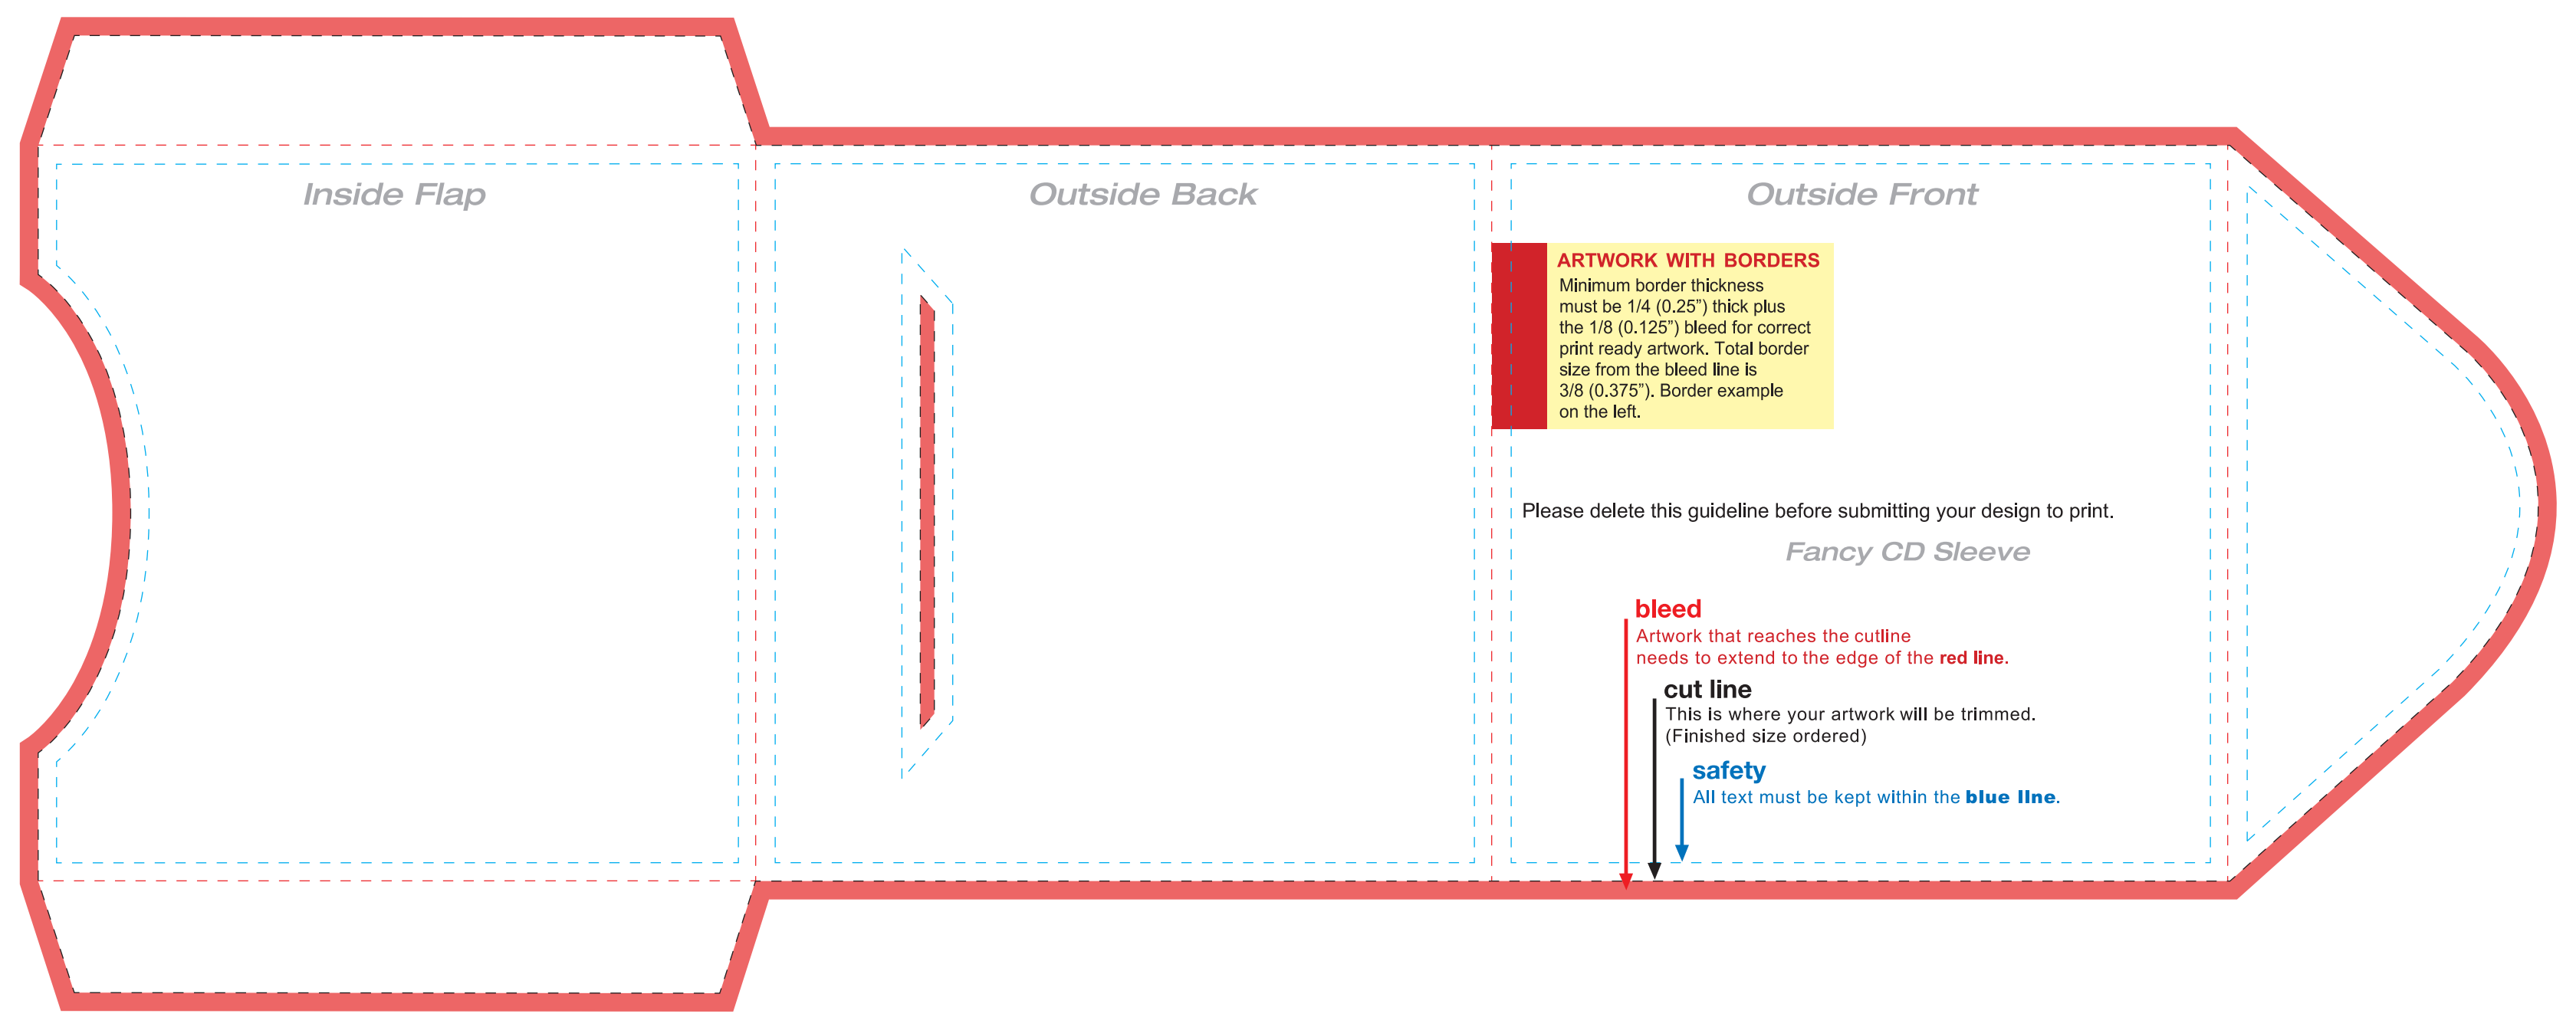 Inside Flap
Outside Back
Outside Front
ARTWORK WITH BORDERS
Minimum border thickness
must be 1/4 (0.25”) thick plus
the 1/8 (0.125”) bleed for correct
print ready artwork. Total border
size from the bleed line is
3/8 (0.375”). Border example
on the left.
Please delete this guideline before submitting your design to print.
Fancy CD Sleeve
bleed
Artwork that reaches the cutline
needs to extend to the edge of the red line.
cut line
This is where your artwork will be trimmed.
(Finished size ordered)
safety
All text must be kept within the blue lIne.